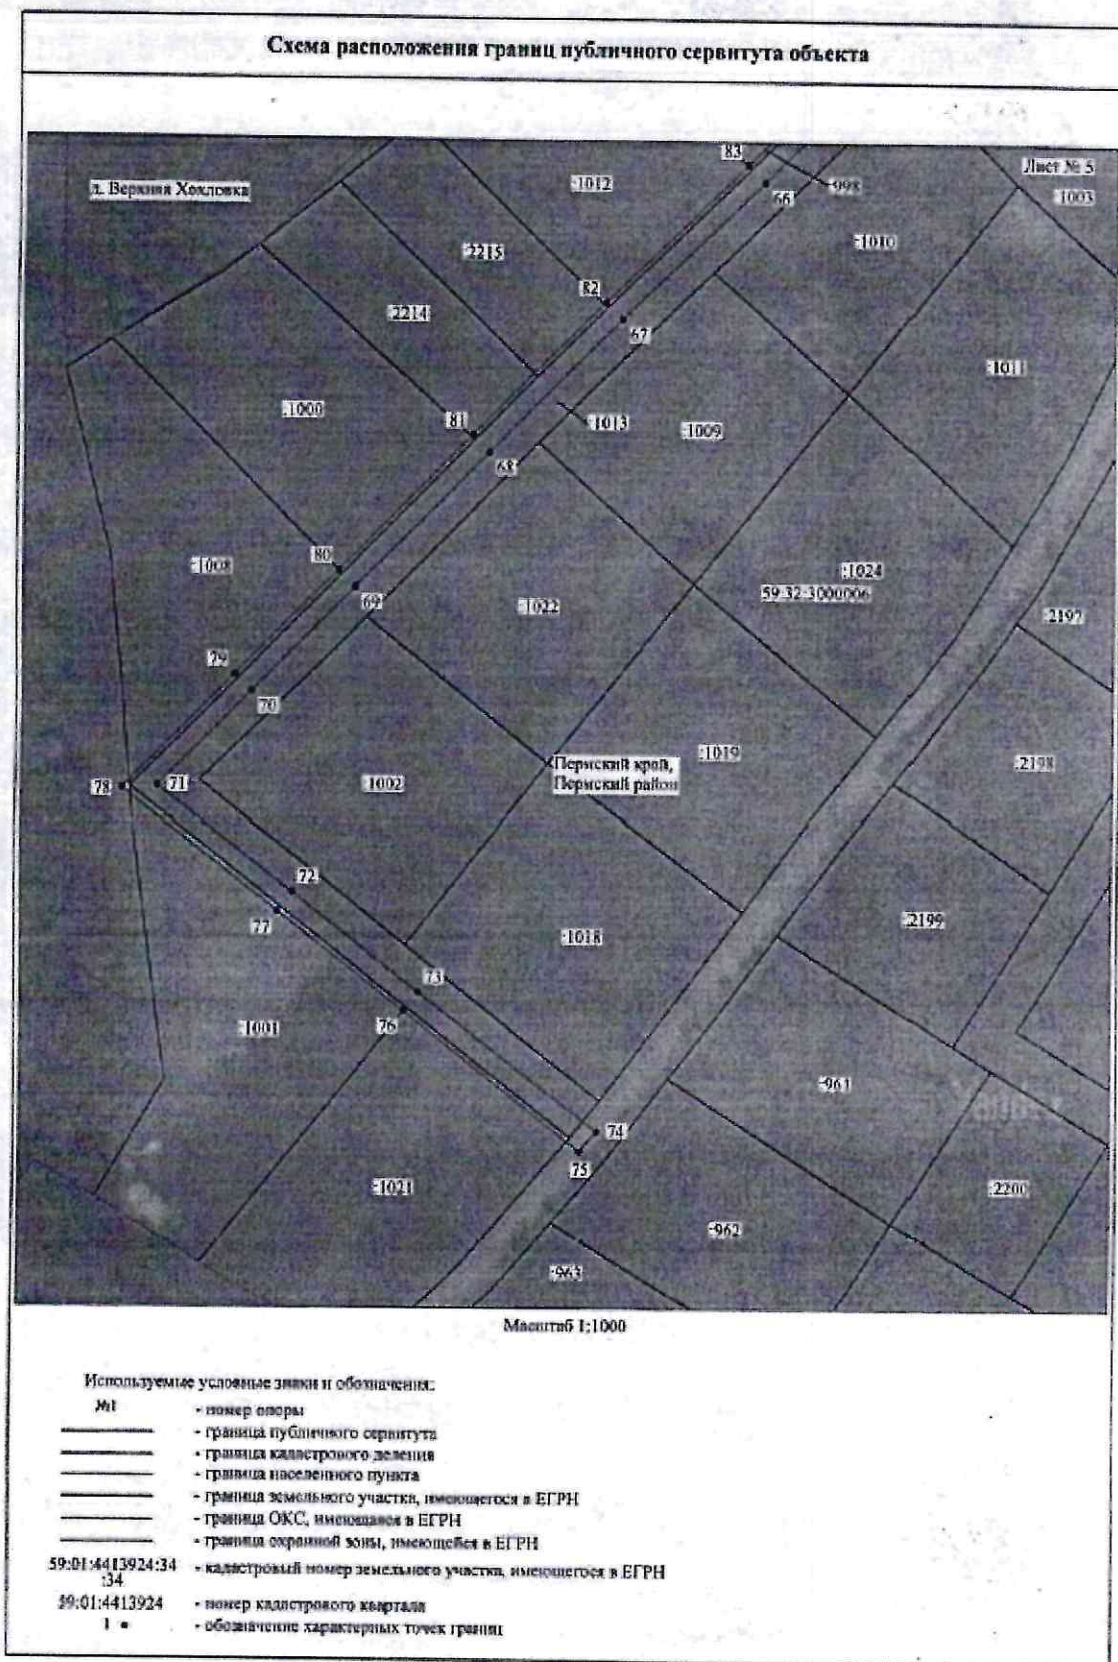 Схема расположения границ публичного сервитута объекта
Лист № 5
д. Верхняя Хохловка
:1012
83
:998
:1003
66
:1010
:2215
82
:2214
67
:1011
:1000
81
:1013
:1009
68
80
:1008
:1024
69
:1022
59:32:3000006
:2197
79
70
:1019
Пермский край,
Пермский район
:2198
78
71
:1002
72
77
:2199
:1018
73
76
:1001
:961
74
75
:1021
:2200
:962
:963
Масштаб 1:1000
Используемые условные знаки и обозначения:
№1 - номер опоры
- граница публичного сервитута
- граница кадастрового деления
- граница населенного пункта
- граница земельного участка, имеющегося в ЕГРН
- граница ОКС, имеющаяся в ЕГРН
- граница охранной зоны, имеющейся в ЕГРН
59:01:4413924:34
:34 - кадастровый номер земельного участка, имеющегося в ЕГРН
59:01:4413924 - номер кадастрового квартала
1 • - обозначение характерных точек границ